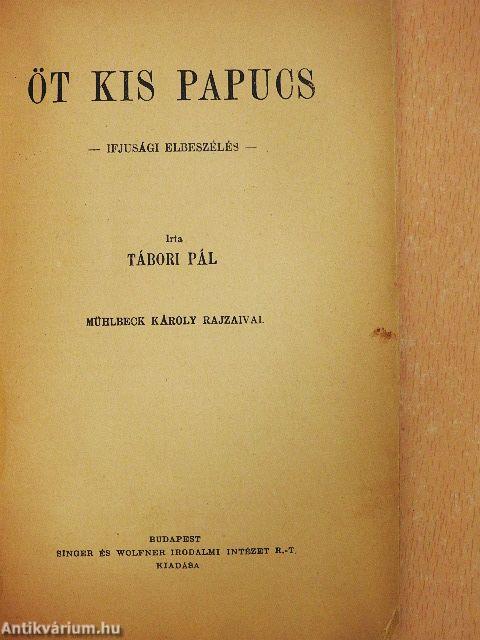 ÖT KIS PAPUCS
— IFJUSÁGI ELBESZÉLÉS —
Irta
TÁBORI PÁL
MÜHLBECK KÁROLY RAJZAIVAL
BUDAPEST
SINGER ÉS WOLFNER IRODALMI INTÉZET R.-T.
KIADÁSA
Antikvárium.hu